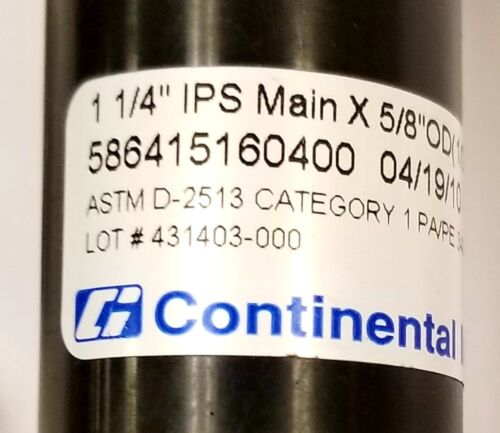 1 1/4" IPS Main X 5/8"OD
586415160400 04/19/10
ASTM D-2513 CATEGORY 1 PA/PE
LOT # 431403-000
Continental